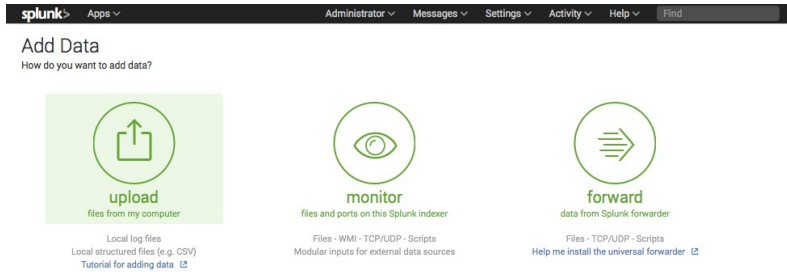 splunk> Apps Administrator Messages Settings Activity Help Find
Add Data
How do you want to add data?
upload
files from my computer
Local log files
Local structured files (e.g. CSV)
Tutorial for adding data
monitor
files and ports on this Splunk indexer
Files - WMI - TCP/UDP - Scripts
Modular inputs for external data sources
forward
data from Splunk forwarder
Files - TCP/UDP - Scripts
Help me install the universal forwarder